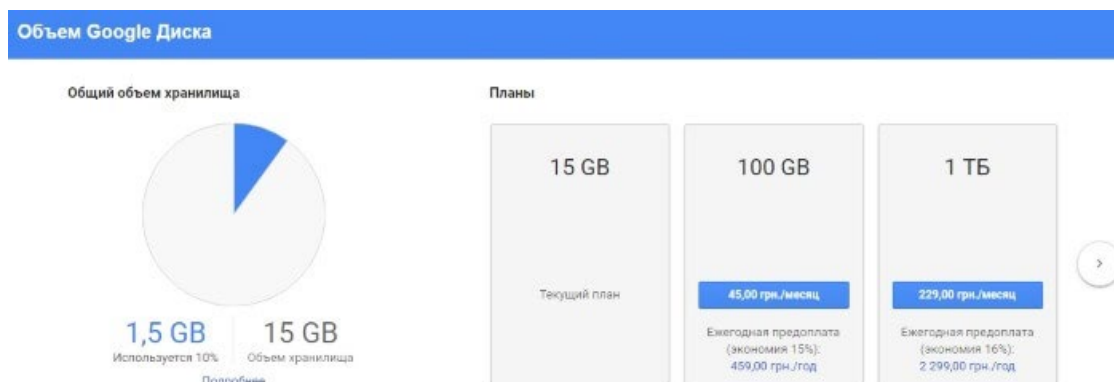 Объем Google Диска
Общий объем хранилища
1,5 GB
Используется 10%
15 GB
Объем хранилища
Подробнее
Планы
15 GB
Текущий план
100 GB
45,00 грн./месяц
Ежегодная предоплата
(экономия 15%):
459,00 грн./год
1 ТБ
229,00 грн./месяц
Ежегодная предоплата
(экономия 16%):
2 299,00 грн./год